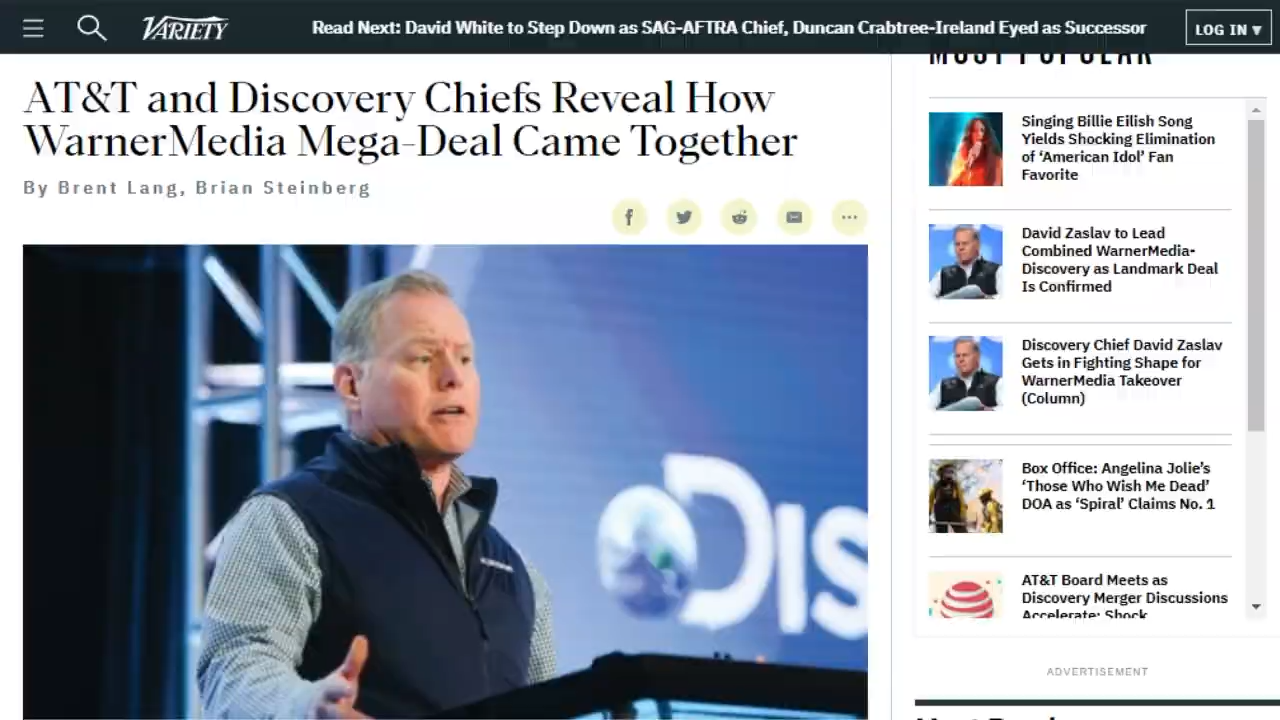 VARIETY
Read Next: David White to Step Down as SAG-AFTRA Chief, Duncan Crabtree-Ireland Eyed as Successor
LOG IN ▾
AT&T and Discovery Chiefs Reveal How
WarnerMedia Mega-Deal Came Together
By Brent Lang, Brian Steinberg
DIS
MOST POPULAR
Singing Billie Eilish Song
Yields Shocking Elimination
of ‘American Idol’ Fan
Favorite
David Zaslav to Lead
Combined WarnerMedia-
Discovery as Landmark Deal
Is Confirmed
Discovery Chief David Zaslav
Gets in Fighting Shape for
WarnerMedia Takeover
(Column)
Box Office: Angelina Jolie’s
‘Those Who Wish Me Dead’
DOA as ‘Spiral’ Claims No. 1
AT&T Board Meets as
Discovery Merger Discussions
Accelerate: Shock
ADVERTISEMENT